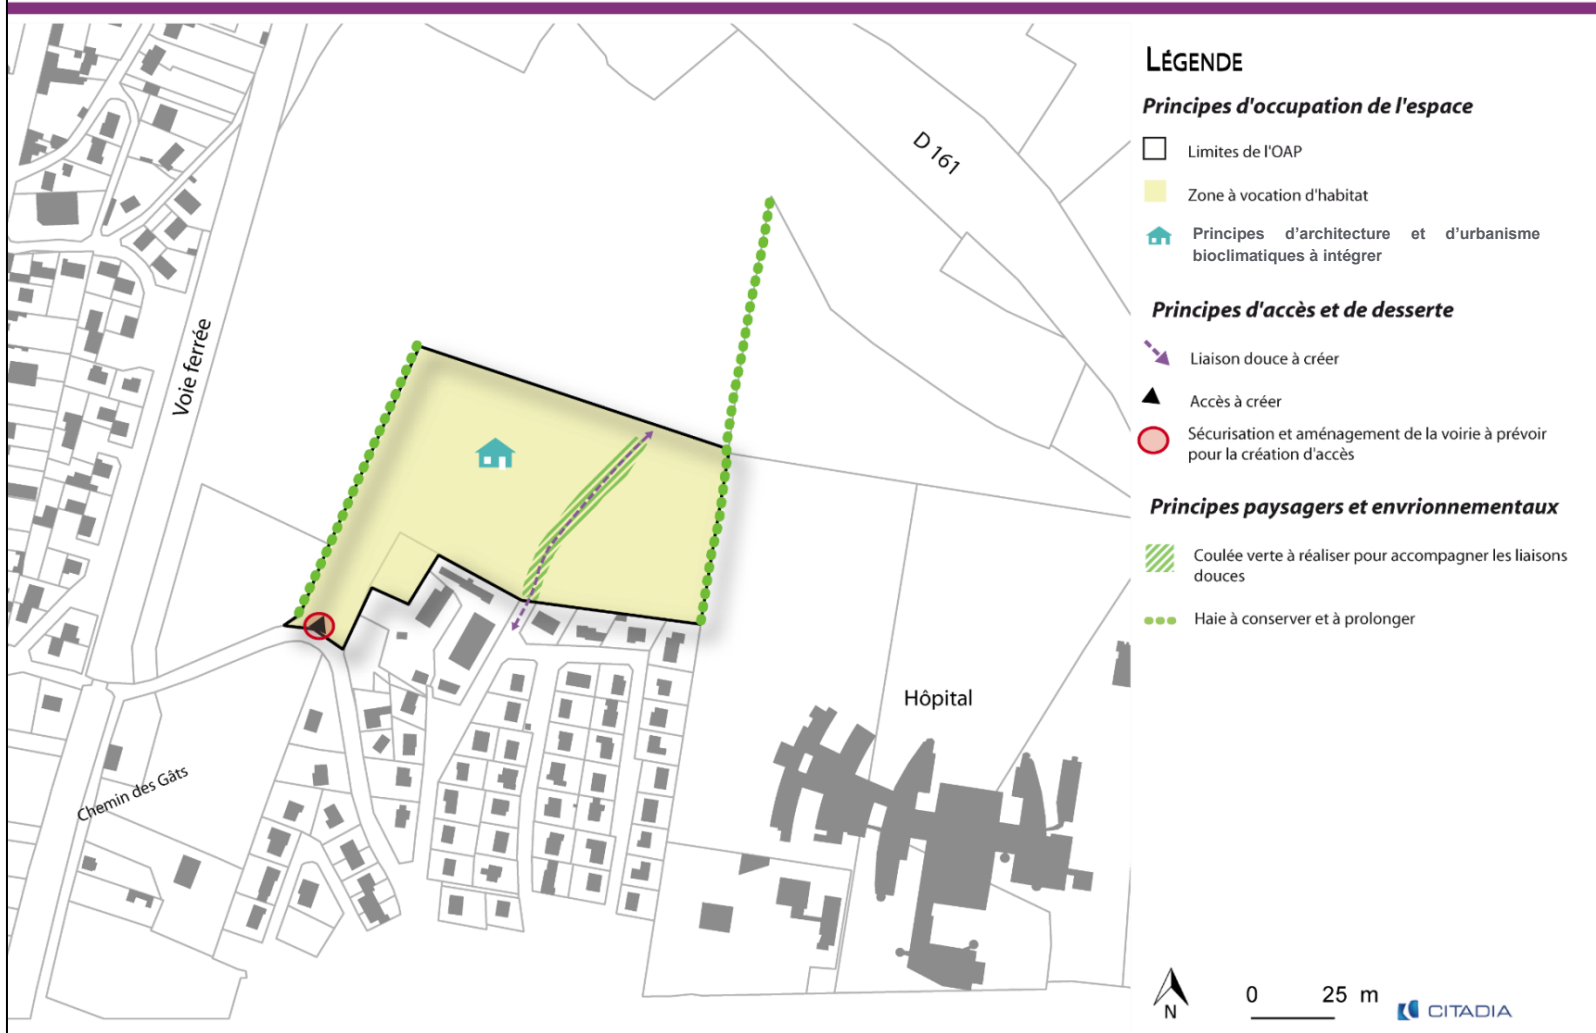 LÉGENDE
Principes d'occupation de l'espace
Limites de l'OAP
Zone à vocation d'habitat
Principes d'architecture et d'urbanisme
bioclimatiques à intégrer
Principes d'accès et de desserte
Liaison douce à créer
Accès à créer
Sécurisation et aménagement de la voirie à prévoir
pour la création d'accès
Principes paysagers et envrionnementaux
Coulée verte à réaliser pour accompagner les liaisons
douces
Haie à conserver et à prolonger
D 161
Voie ferrée
Hôpital
Chemin des Gâts
N
0 25 m
CITADIA